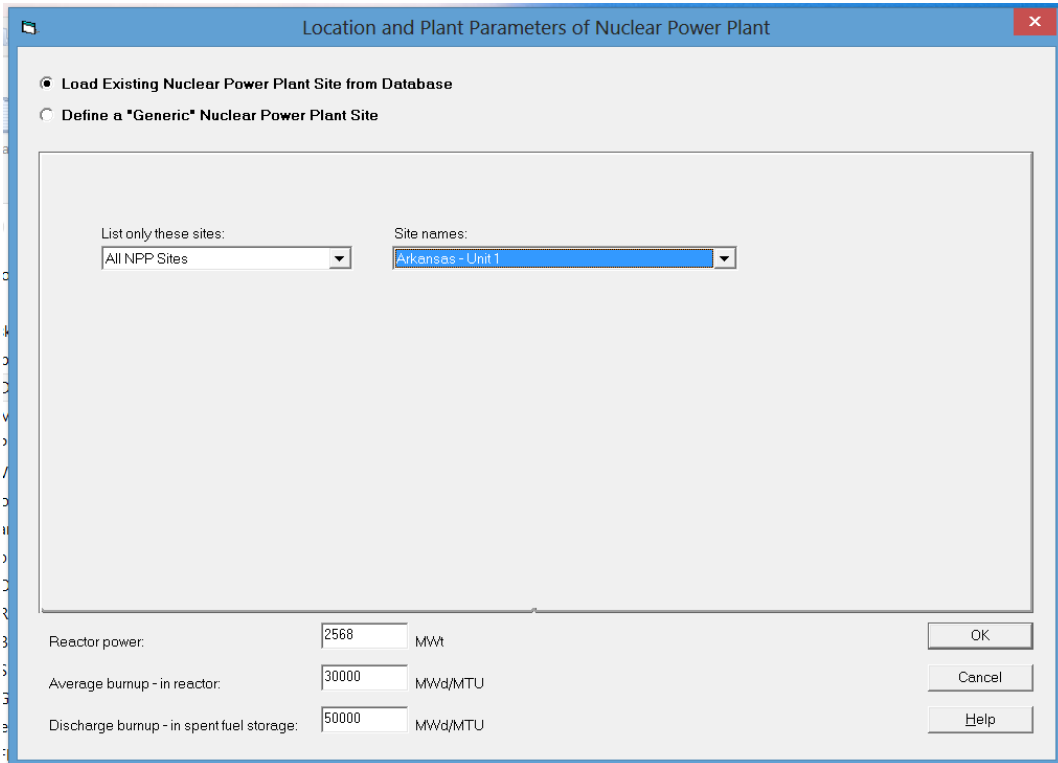 Location and Plant Parameters of Nuclear Power Plant
Load Existing Nuclear Power Plant Site from Database
Define a "Generic" Nuclear Power Plant Site
List only these sites: Site names:
All NPP Sites Arkansas - Unit 1
Reactor power: 2568 MWt OK
Average burnup - in reactor: 30000 MWd/MTU Cancel
Discharge burnup - in spent fuel storage: 50000 MWd/MTU Help